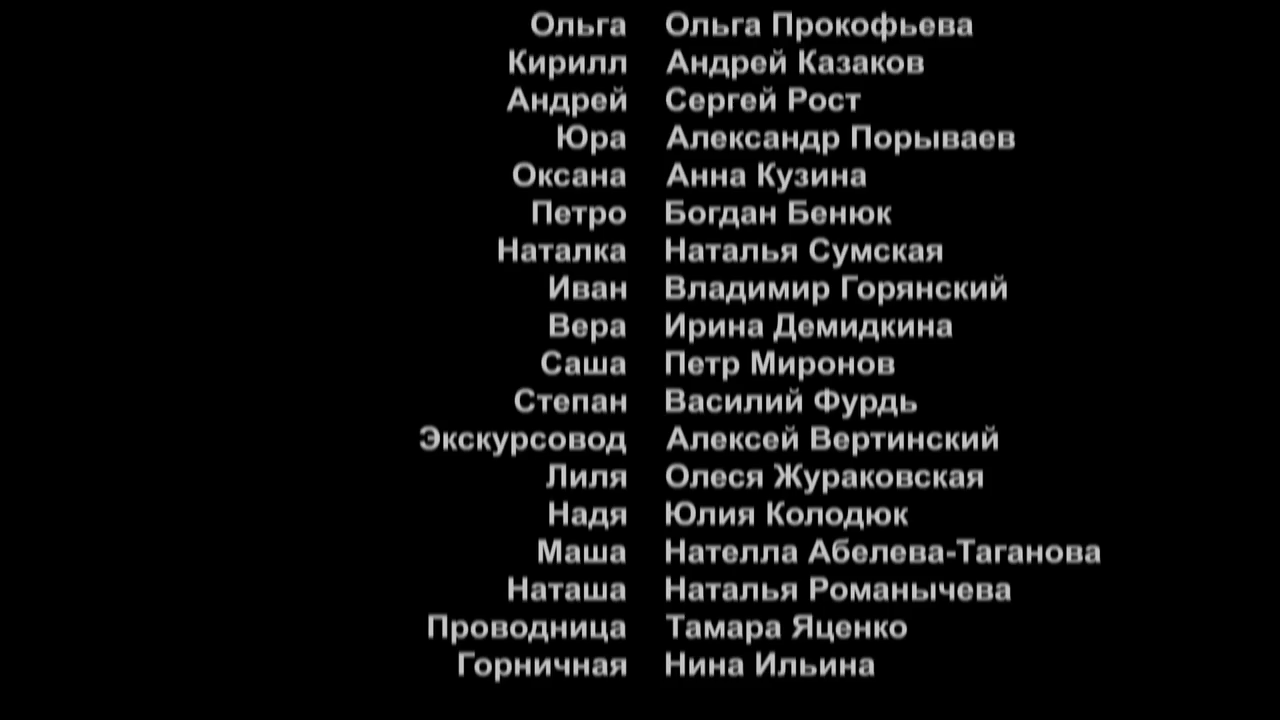 Ольга Ольга Прокофьева
Кирилл Андрей Казаков
Андрей Сергей Рост
Юра Александр Порываев
Оксана Анна Кузина
Петро Богдан Бенюк
Наталка Наталья Сумская
Иван Владимир Горянский
Вера Ирина Демидкина
Саша Петр Миронов
Степан Василий Фурдь
Экскурсовод Алексей Вертинский
Лиля Олеся Жураковская
Надя Юлия Колодюк
Маша Нателла Абелева-Таганова
Наташа Наталья Романычева
Проводница Тамара Яценко
Горничная Нина Ильина